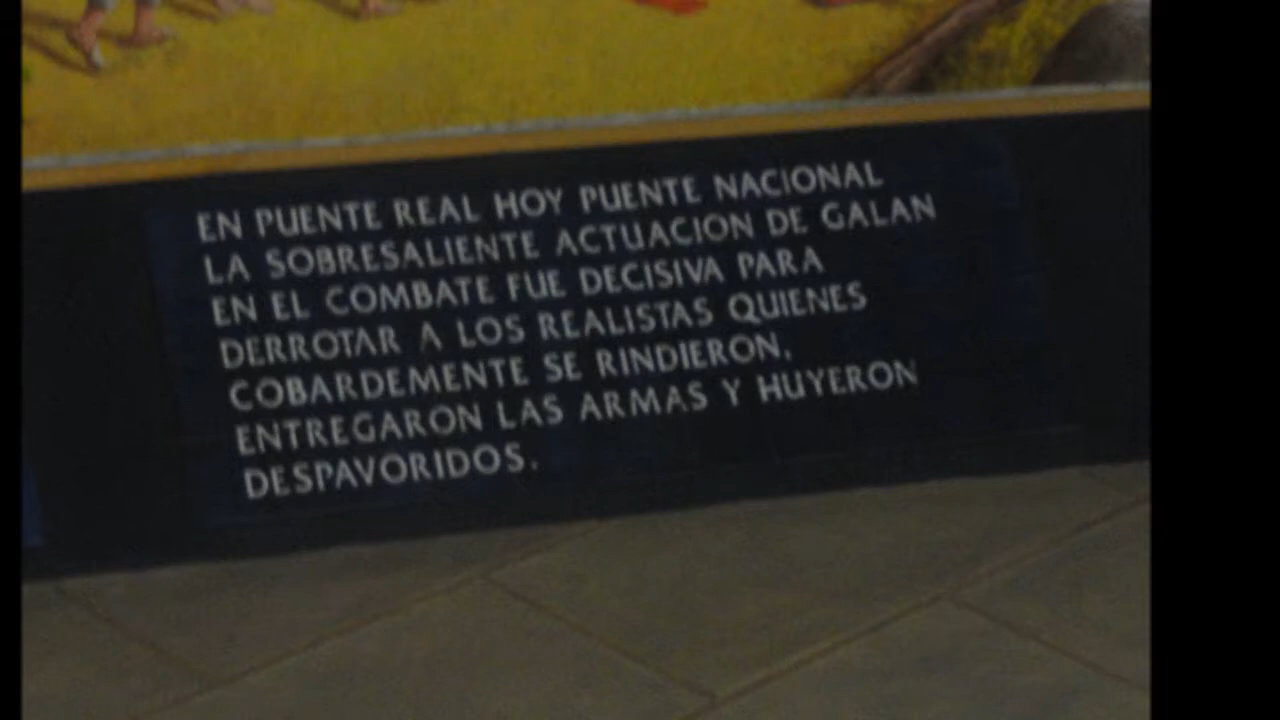 EN PUENTE REAL HOY PUENTE NACIONAL
LA SOBRESALIENTE ACTUACION DE GALAN
EN EL COMBATE FUE DECISIVA PARA
DERROTAR A LOS REALISTAS QUIENES
COBARDEMENTE SE RINDIERON,
ENTREGARON LAS ARMAS Y HUYERON
DESPAVORIDOS.